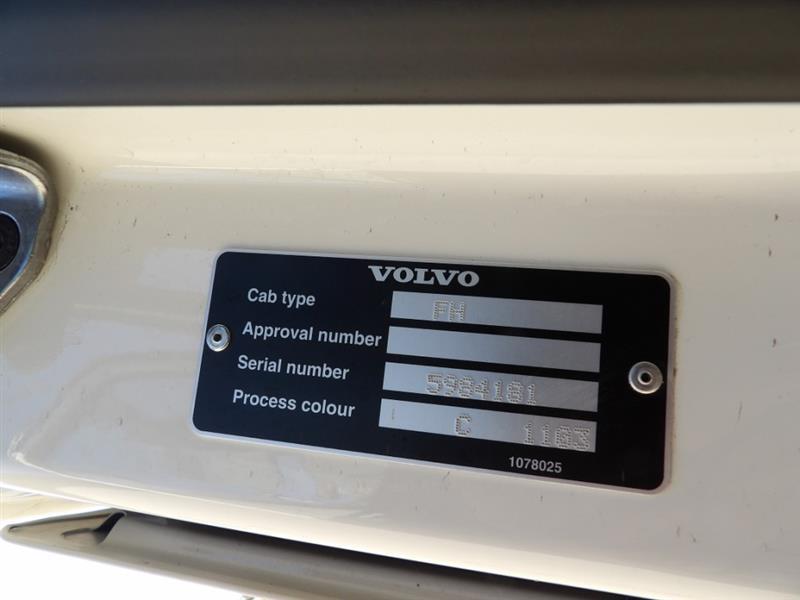 VOLVO
Cab type FH
Approval number
Serial number 5984181
Process colour C 1103
1078025